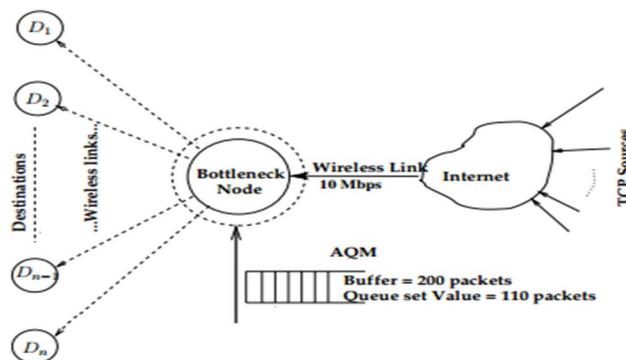 D1
D2
Destinations
...Wireless links...
Dn-1
Dn
Bottleneck
Node
Wireless Link
10 Mbps
Internet
TCP Sources
AQM
Buffer = 200 packets
Queue set Value = 110 packets